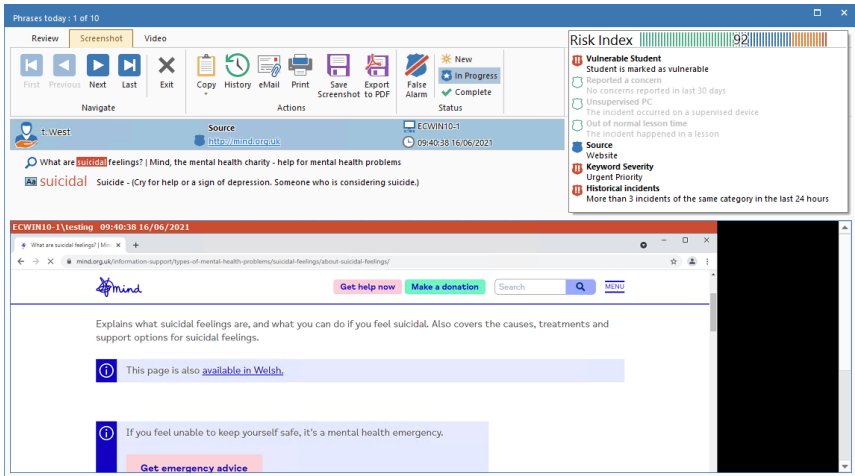 Phrases today : 1 of 10
Review Screenshot Video
First Previous Next Last Exit Copy History eMail Print Save Screenshot Export to PDF False Alarm
New
In Progress
Complete
Navigate Actions Status
Risk Index 92
Vulnerable Student
Student is marked as vulnerable
Reported a concern
No concerns reported in last 30 days
Unsupervised PC
The incident occurred on a supervised device
Out of normal lesson time
The incident happened in a lesson
Source
Website
Keyword Severity
Urgent Priority
Historical incidents
More than 3 incidents of the same category in the last 24 hours
t. West
Source
http://mind.org.uk
ECWIN10-1
09:40:38 16/06/2021
What are suicidal feelings? | Mind, the mental health charity - help for mental health problems
Aa suicidal Suicide - (Cry for help or a sign of depression. Someone who is considering suicide.)
ECWIN10-1\testing 09:40:38 16/06/2021
What are suicidal feelings? | Mind
mind.org.uk/information-support/types-of-mental-health-problems/suicidal-feelings/about-suicidal-feelings/
mind
Get help now Make a donation Search MENU
Explains what suicidal feelings are, and what you can do if you feel suicidal. Also covers the causes, treatments and
support options for suicidal feelings.
This page is also available in Welsh.
If you feel unable to keep yourself safe, it's a mental health emergency.
Get emergency advice